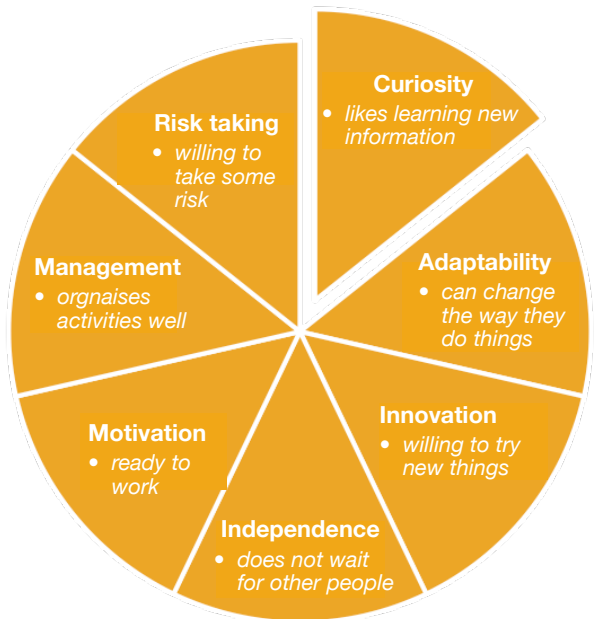 Curiosity
• likes learning new
information
Adaptability
• can change
the way they
do things
Innovation
• willing to try
new things
Independence
• does not wait
for other people
Motivation
• ready to
work
Management
• orgnaises
activities well
Risk taking
• willing to
take some
risk